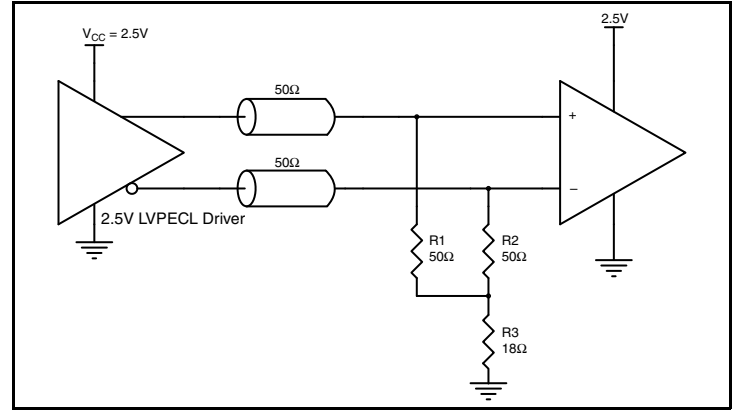 2.5V
V_CC = 2.5V
50Ω
+
50Ω
–
2.5V LVPECL Driver
R1
50Ω
R2
50Ω
R3
18Ω